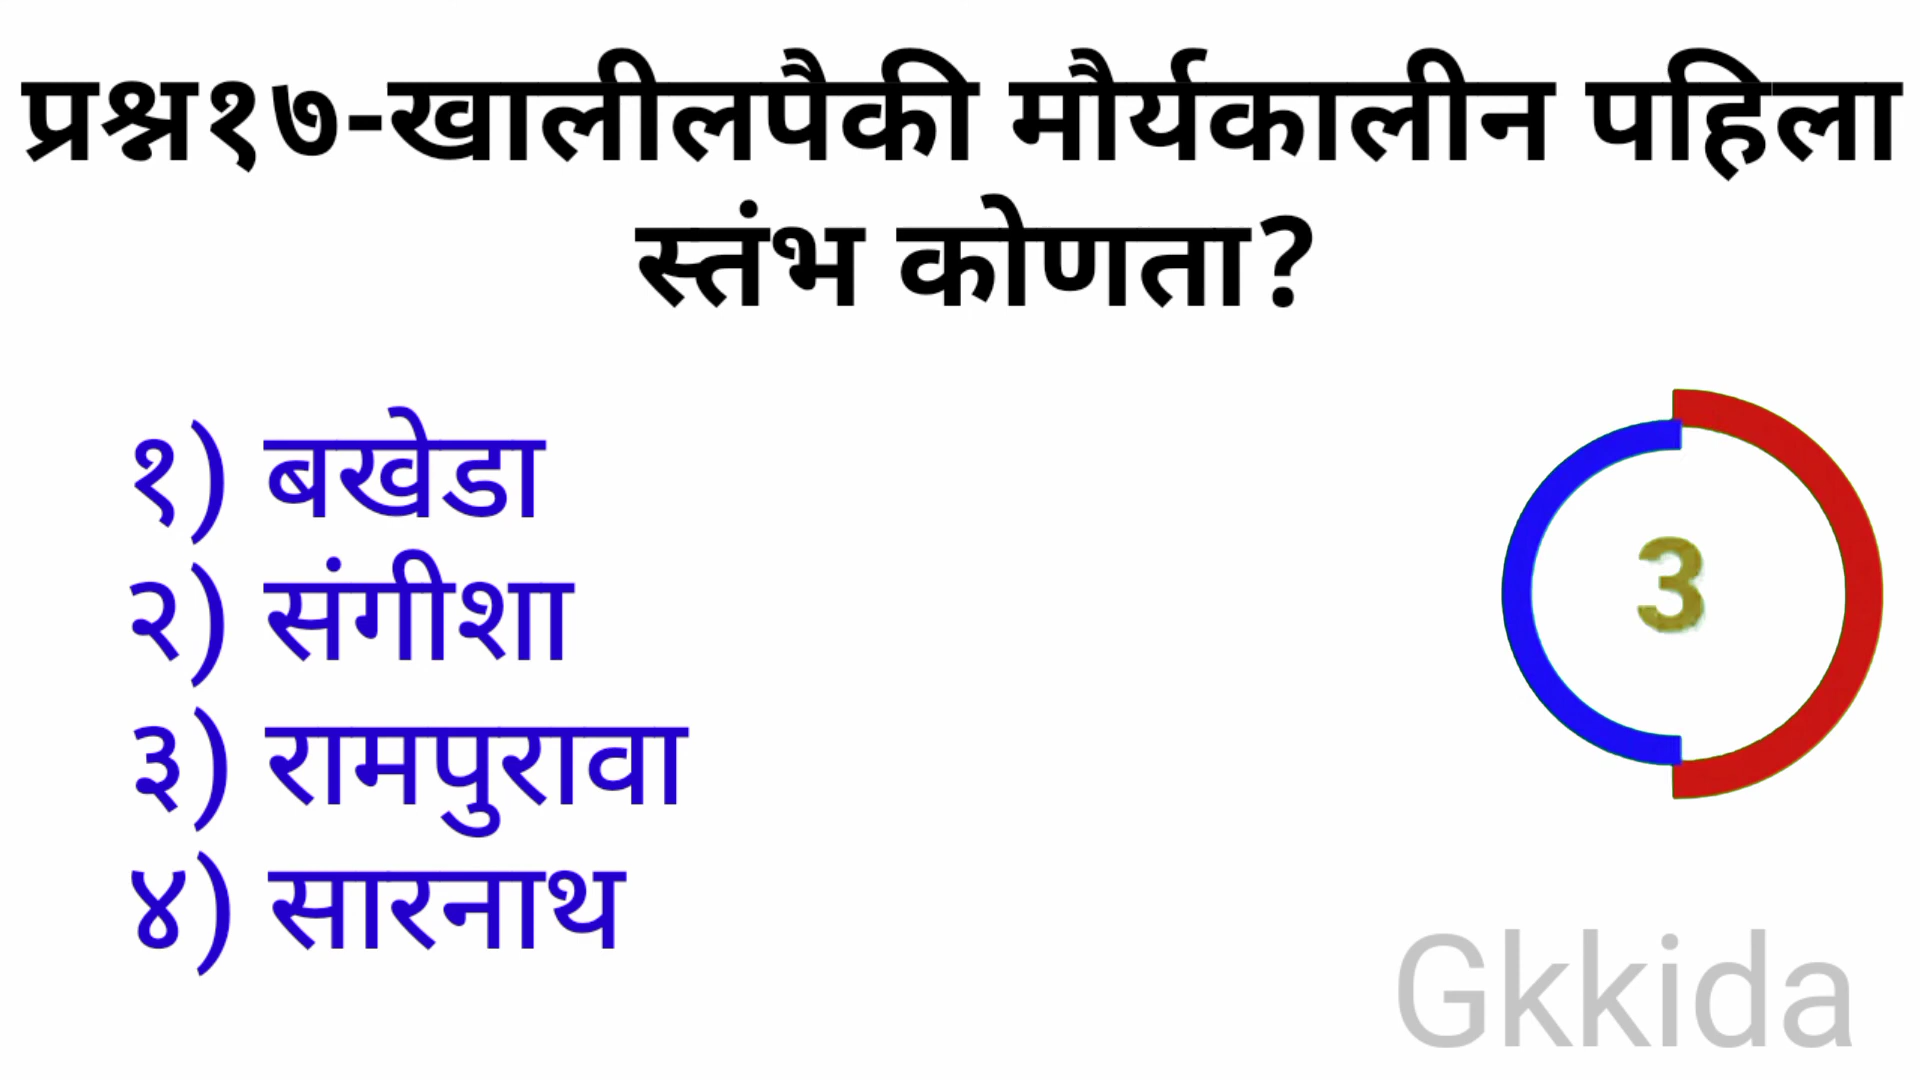 प्रश्न१७-खालीलपैकी मौर्यकालीन पहिला
स्तंभ कोणता?
१) बखेडा
२) संगीशा
३) रामपुरावा
४) सारनाथ
3
Gkkida